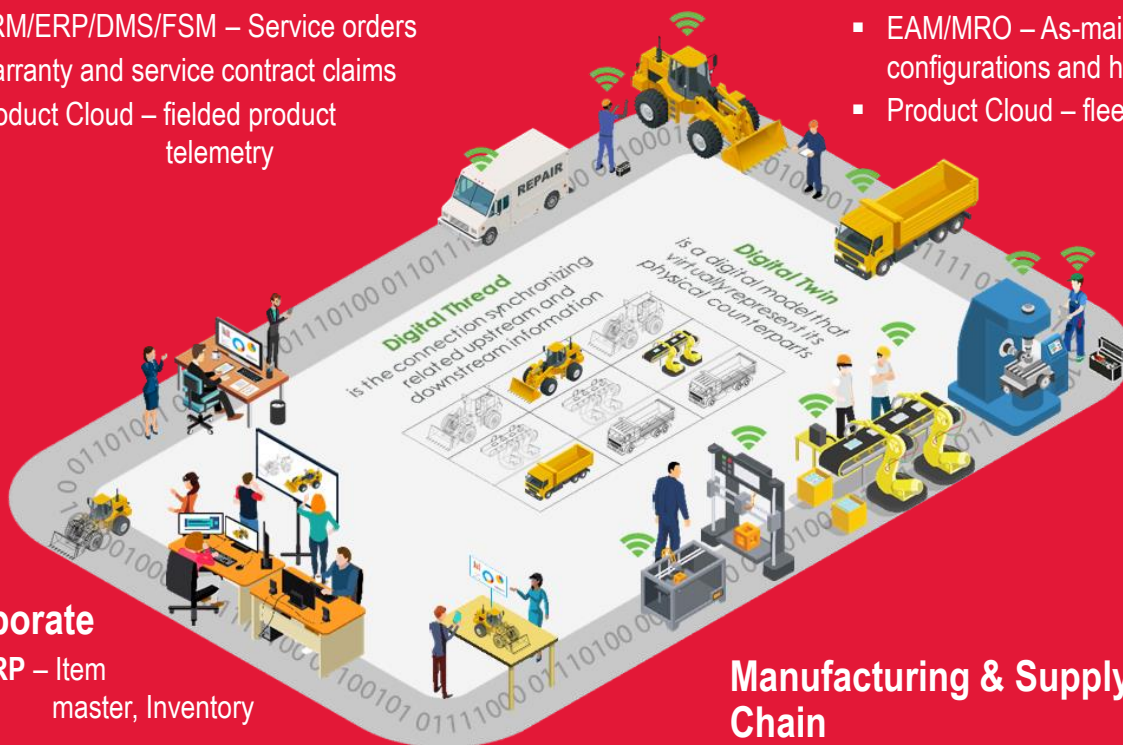 RM/ERP/DMS/FSM – Service orders
arranty and service contract claims
oduct Cloud – fielded product
telemetry
EAM/MRO – As-mai
configurations and h
Product Cloud – flee
REPAIR
Digital Thread
is the connection synchronizing
related upstream and
downstream information
Digital Twin
is a digital model that
virtually represent its
physical counterparts
porate
RP – Item
master, Inventory
Manufacturing & Supply
Chain